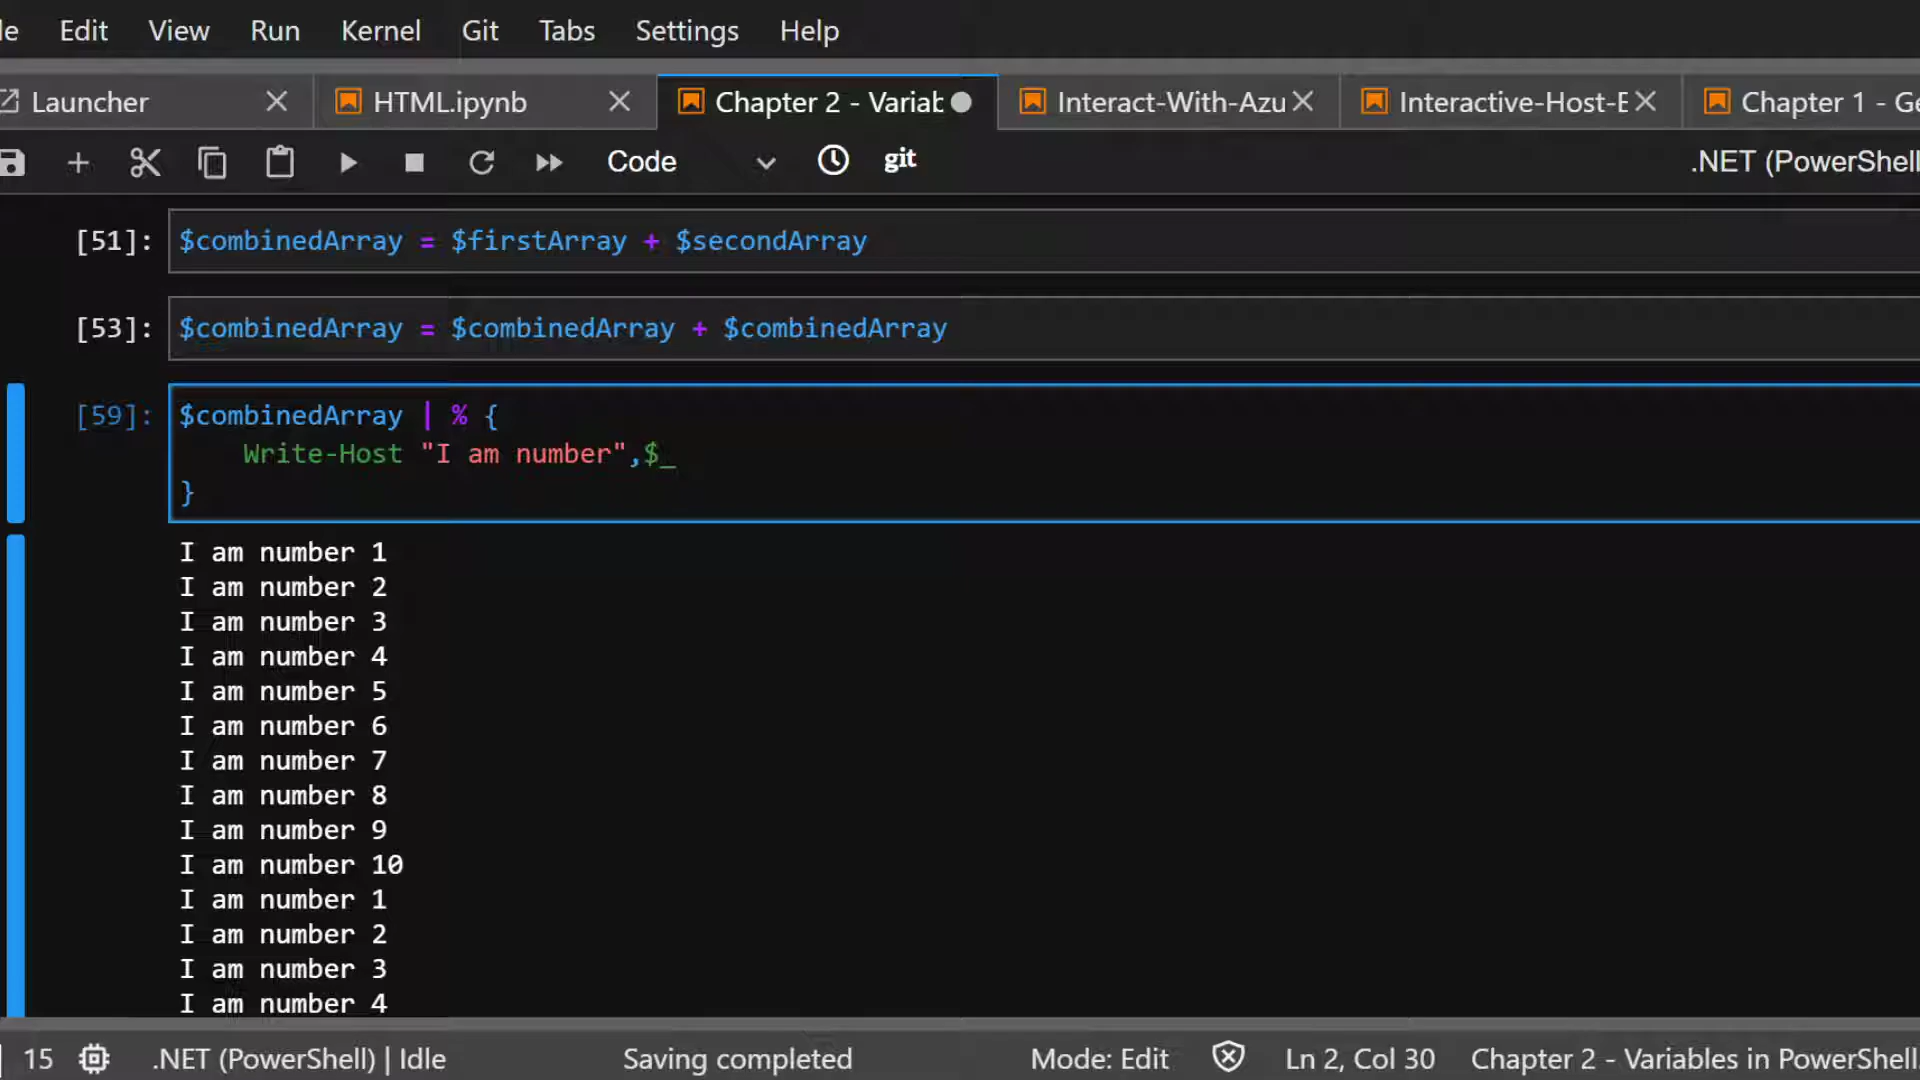 le Edit View Run Kernel Git Tabs Settings Help
Launcher HTML.ipynb Chapter 2 - Variab Interact-With-Azu Interactive-Host-E Chapter 1 - Ge
Code git .NET (PowerShell
[51]: $combinedArray = $firstArray + $secondArray
[53]: $combinedArray = $combinedArray + $combinedArray
[59]: $combinedArray | % {
Write-Host "I am number",$_
}
I am number 1
I am number 2
I am number 3
I am number 4
I am number 5
I am number 6
I am number 7
I am number 8
I am number 9
I am number 10
I am number 1
I am number 2
I am number 3
I am number 4
15 .NET (PowerShell) | Idle Saving completed Mode: Edit Ln 2, Col 30 Chapter 2 - Variables in PowerShell